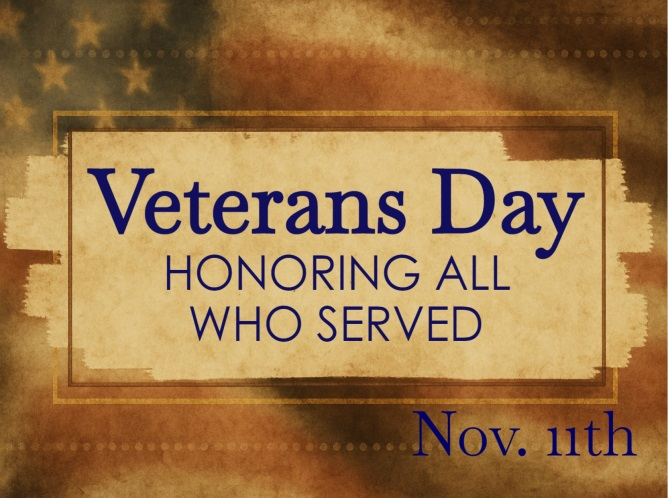 Veterans Day
HONORING ALL
WHO SERVED
Nov. 11th